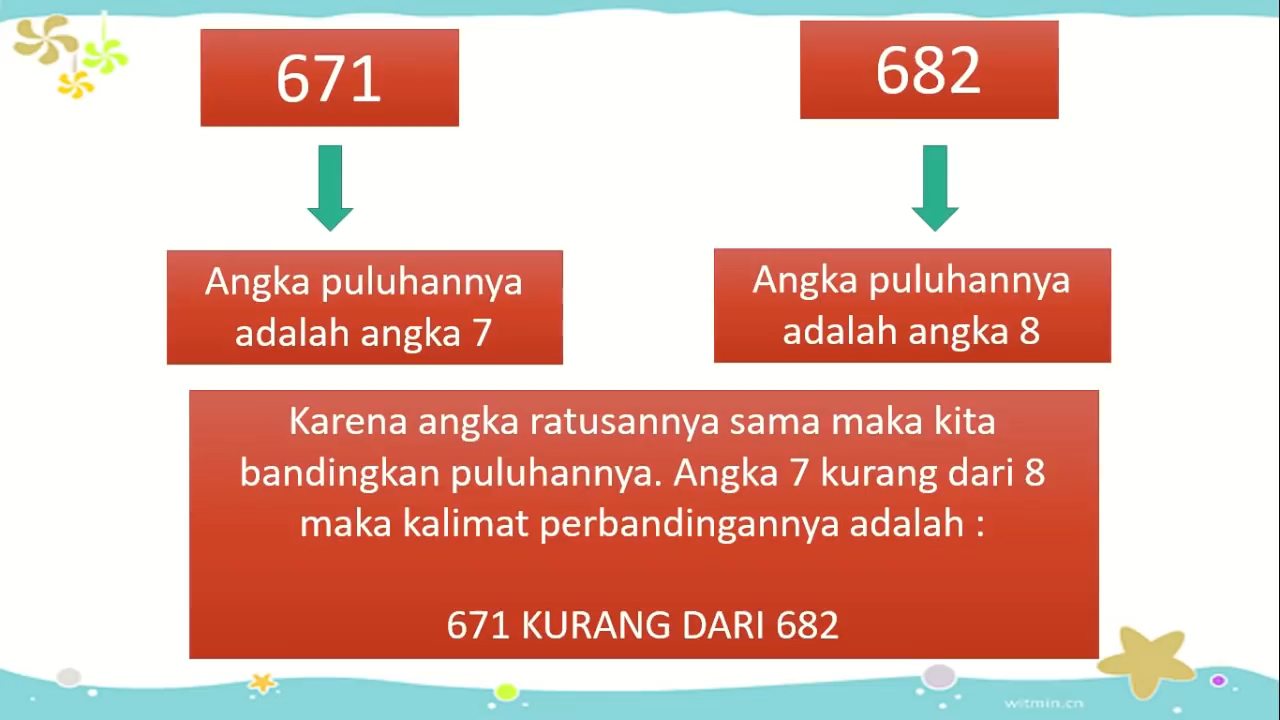 671
682
Angka puluhannya
adalah angka 7
Angka puluhannya
adalah angka 8
Karena angka ratusannya sama maka kita
bandingkan puluhannya. Angka 7 kurang dari 8
maka kalimat perbandingannya adalah :
671 KURANG DARI 682
witmin.cn